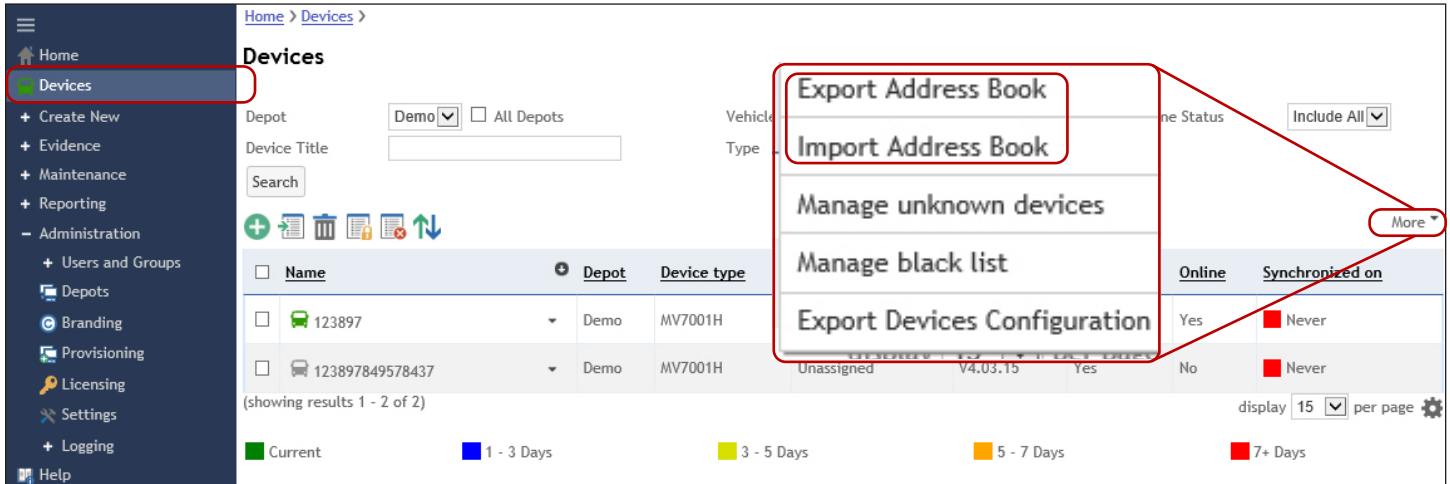 Home > Devices >
Home
Devices
Create New
Evidence
Maintenance
Reporting
Administration
Users and Groups
Depots
Branding
Provisioning
Licensing
Settings
Logging
Help
Devices
Depot Demo All Depots Vehicle Status Include All
Device Title Type
Search
More
Export Address Book
Import Address Book
Manage unknown devices
Manage black list
Export Devices Configuration
Name Depot Device type Online Synchronized on
123897 Demo MV7001H Yes Never
123897849578437 Demo MV7001H Unassigned V4.03.15 Yes No Never
(showing results 1 - 2 of 2) display 15 per page
Current 1 - 3 Days 3 - 5 Days 5 - 7 Days 7+ Days